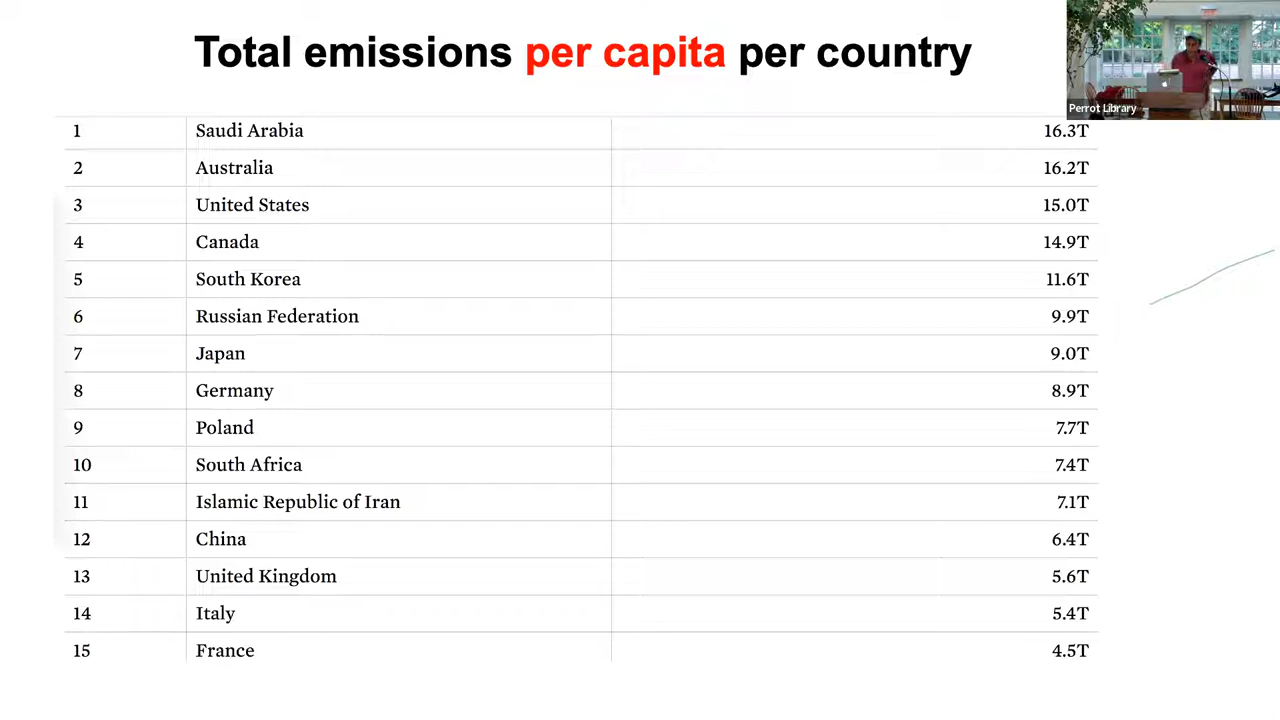 Total emissions per capita per country
Perrot Library
1 Saudi Arabia 16.3T
2 Australia 16.2T
3 United States 15.0T
4 Canada 14.9T
5 South Korea 11.6T
6 Russian Federation 9.9T
7 Japan 9.0T
8 Germany 8.9T
9 Poland 7.7T
10 South Africa 7.4T
11 Islamic Republic of Iran 7.1T
12 China 6.4T
13 United Kingdom 5.6T
14 Italy 5.4T
15 France 4.5T